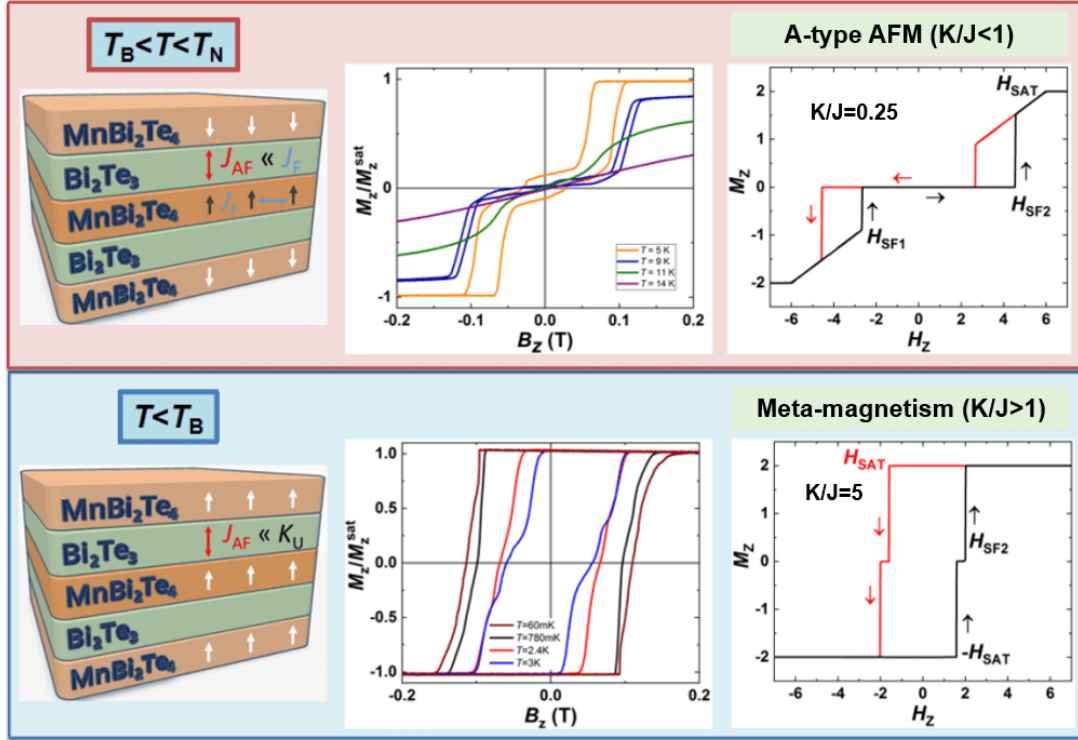 T_B<T<T_N
A-type AFM (K/J<1)
MnBi₂Te₄
J_AF ≪ J_F
Bi₂Te₃
MnBi₂Te₄
J_F
Bi₂Te₃
MnBi₂Te₄
M_z/M_z^sat
1
0
-1
T = 5 K
T = 9 K
T = 11 K
T = 14 K
-0.2 -0.1 0.0 0.1 0.2
B_Z (T)
M_Z
2
1
0
-1
-2
K/J=0.25
H_SAT
H_SF2
H_SF1
-6 -4 -2 0 2 4 6
H_Z
T<T_B
Meta-magnetism (K/J>1)
MnBi₂Te₄
Bi₂Te₃
J_AF ≪ K_U
MnBi₂Te₄
Bi₂Te₃
MnBi₂Te₄
M_z/M_z^sat
1.0
0.5
0.0
-0.5
-1.0
T=60mK
T=780mK
T=2.4K
T=3K
-0.2 0.0 0.2
B_z (T)
M_Z
2
1
0
-1
-2
H_SAT
K/J=5
H_SF2
-H_SAT
-6 -4 -2 0 2 4 6
H_Z